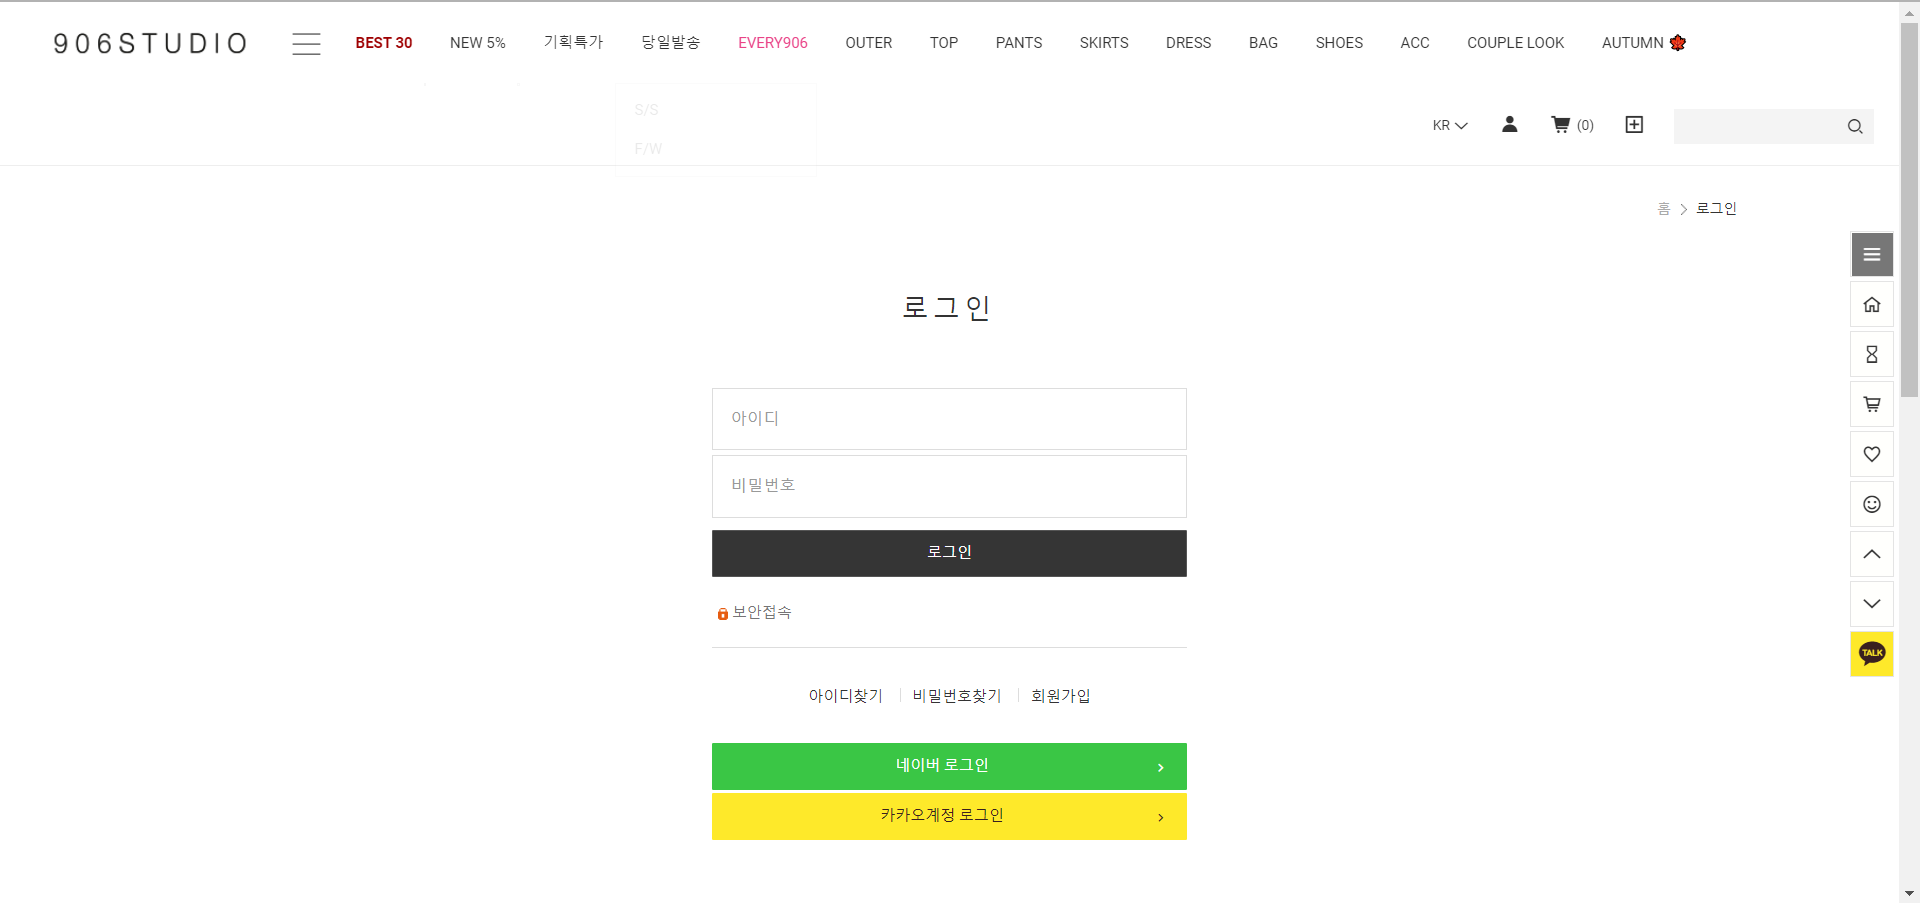 906STUDIO BEST 30 NEW 5% 기획특가 당일발송 EVERY906 OUTER TOP PANTS SKIRTS DRESS BAG SHOES ACC COUPLE LOOK AUTUMN
S/S
F/W
KR (0)
홈 > 로그인
로그인
아이디
비밀번호
로그인
보안접속
아이디찾기 비밀번호찾기 회원가입
네이버 로그인 >
카카오계정 로그인 >
TALK